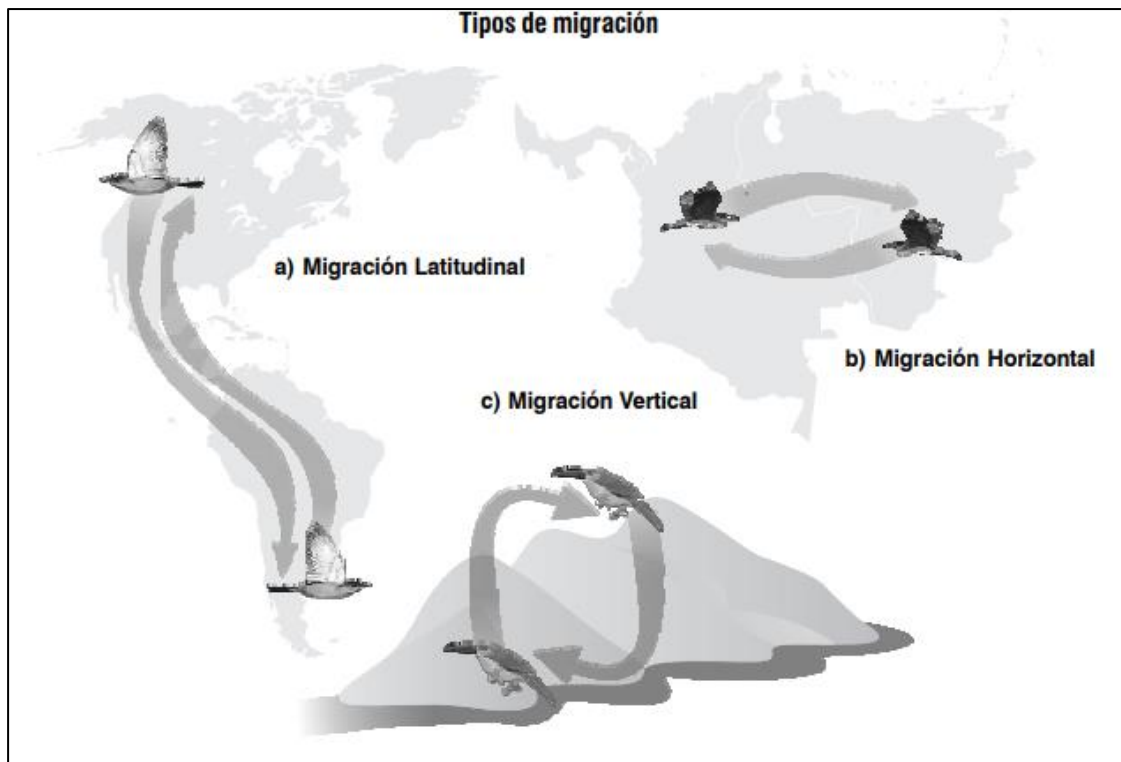 Tipos de migración
a) Migración Latitudinal
b) Migración Horizontal
c) Migración Vertical